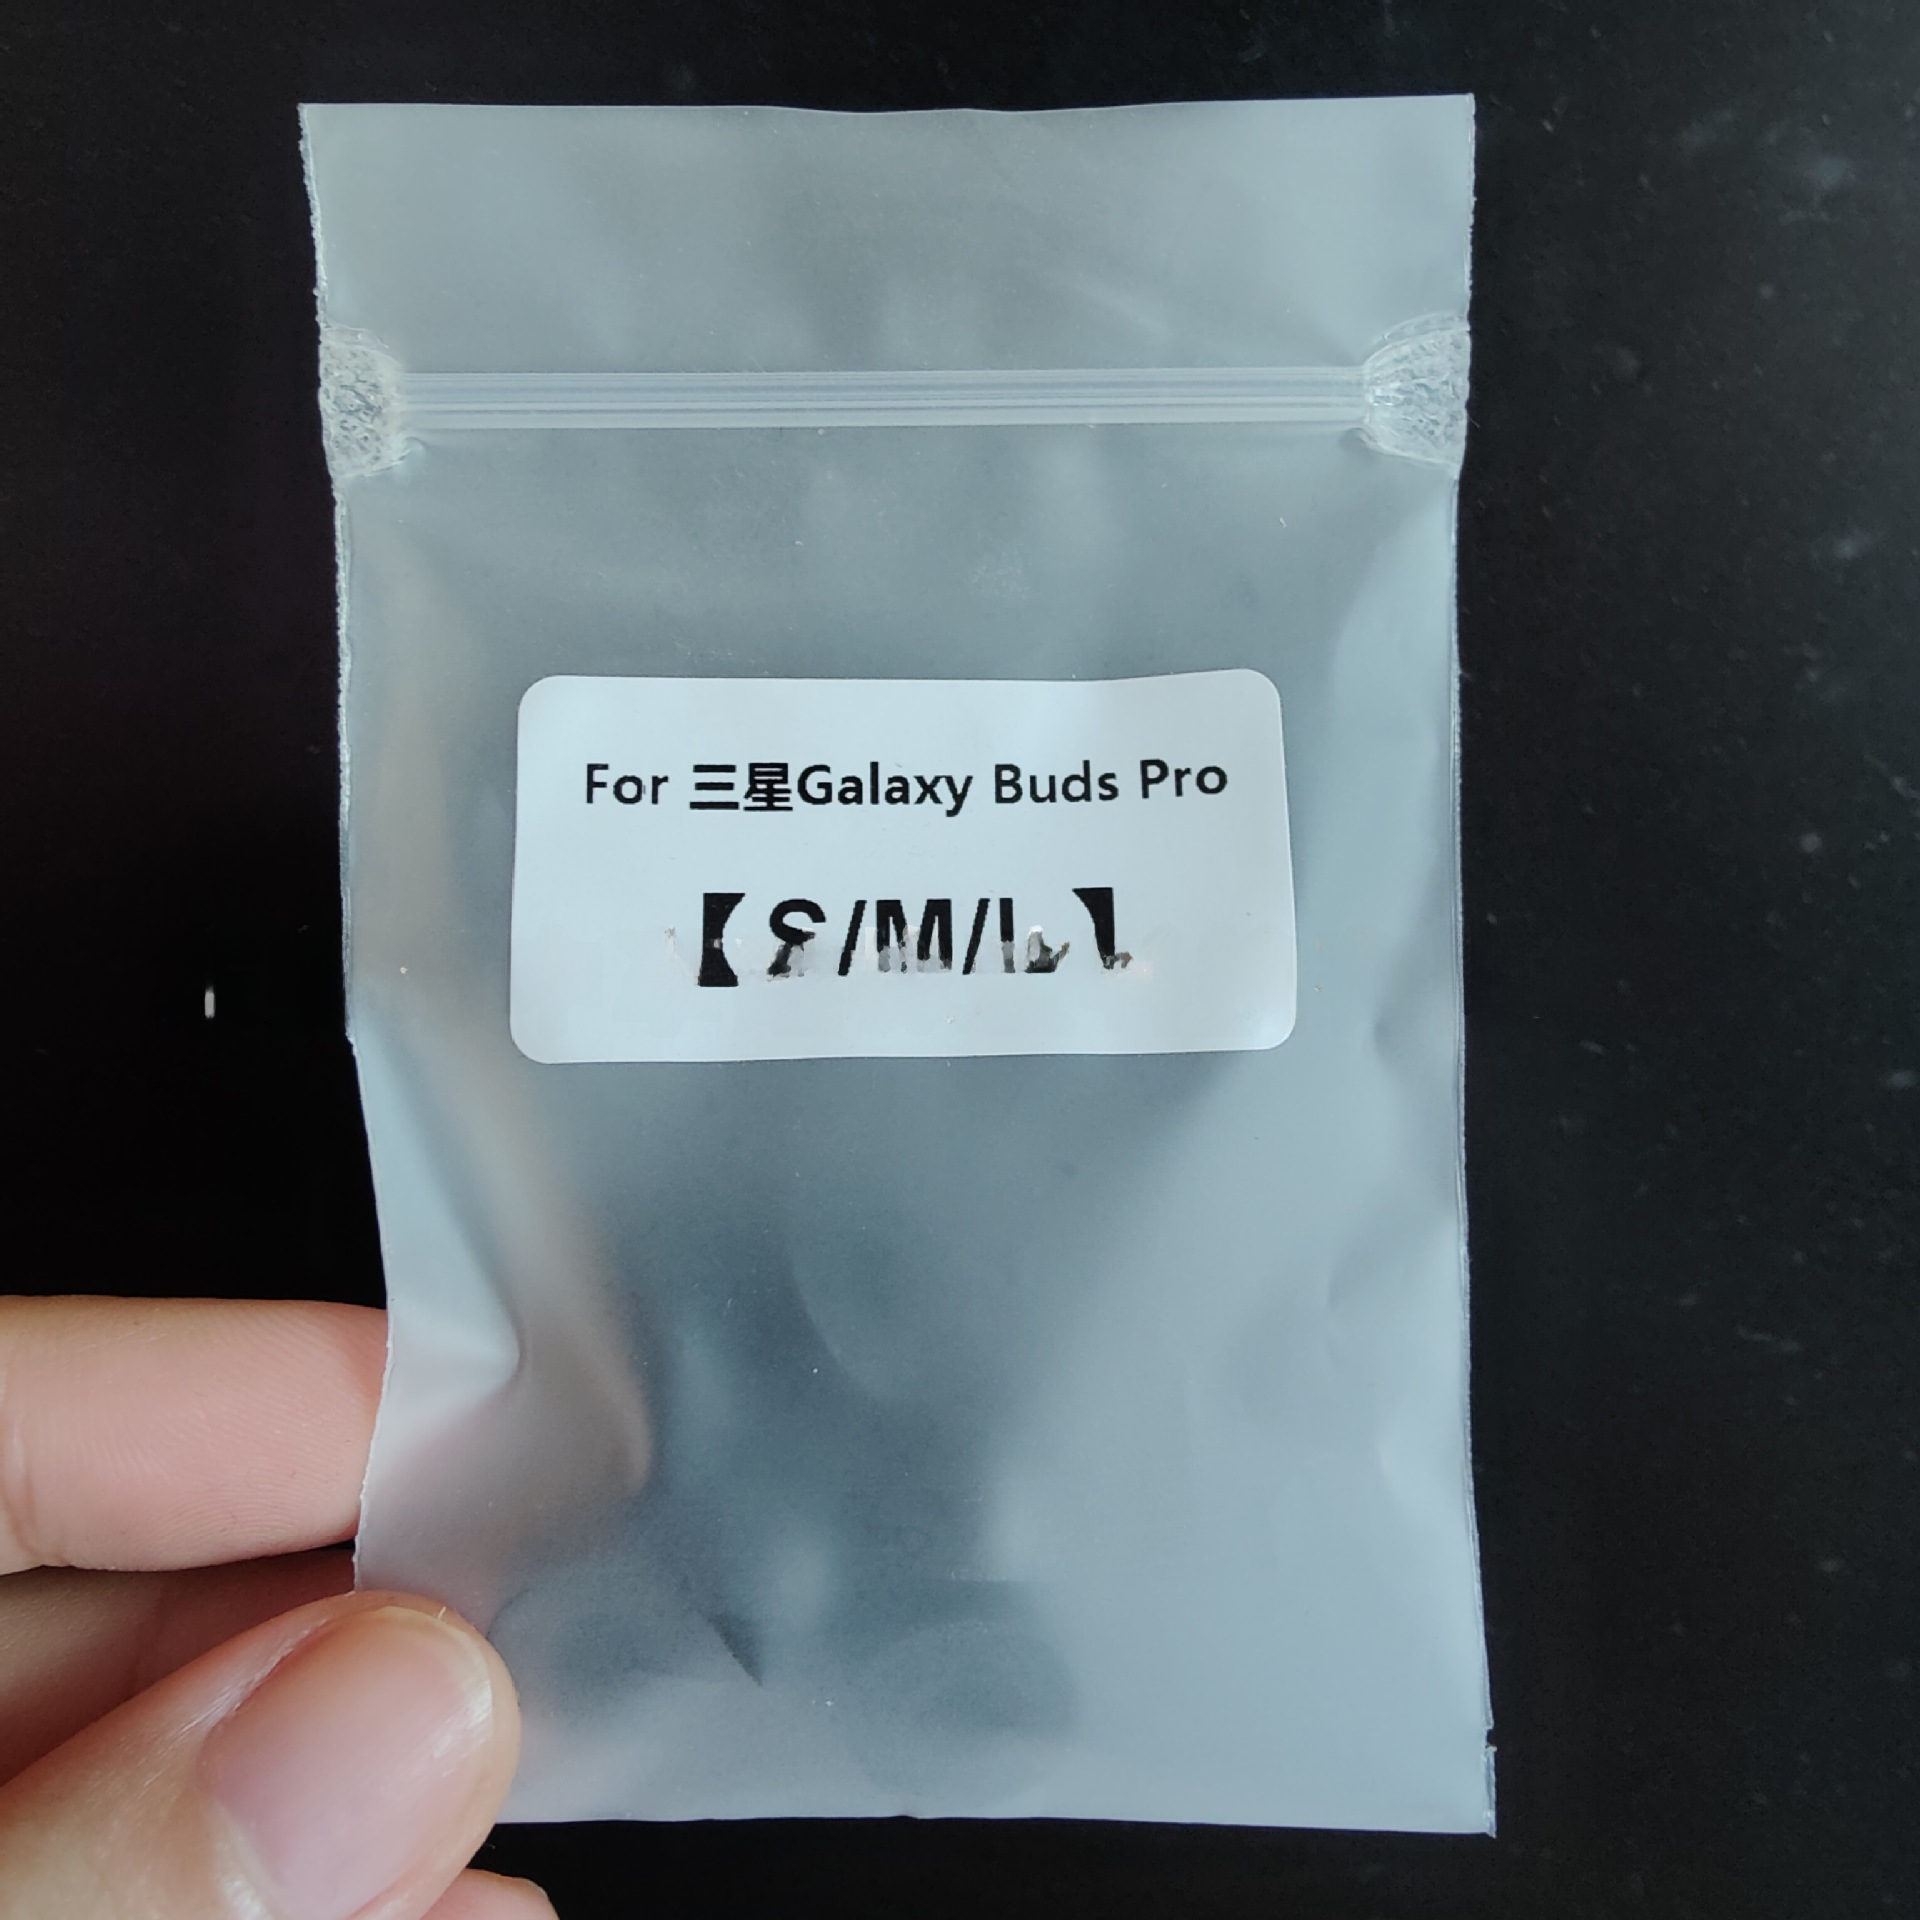 For 三星Galaxy Buds Pro
【S/M/L】